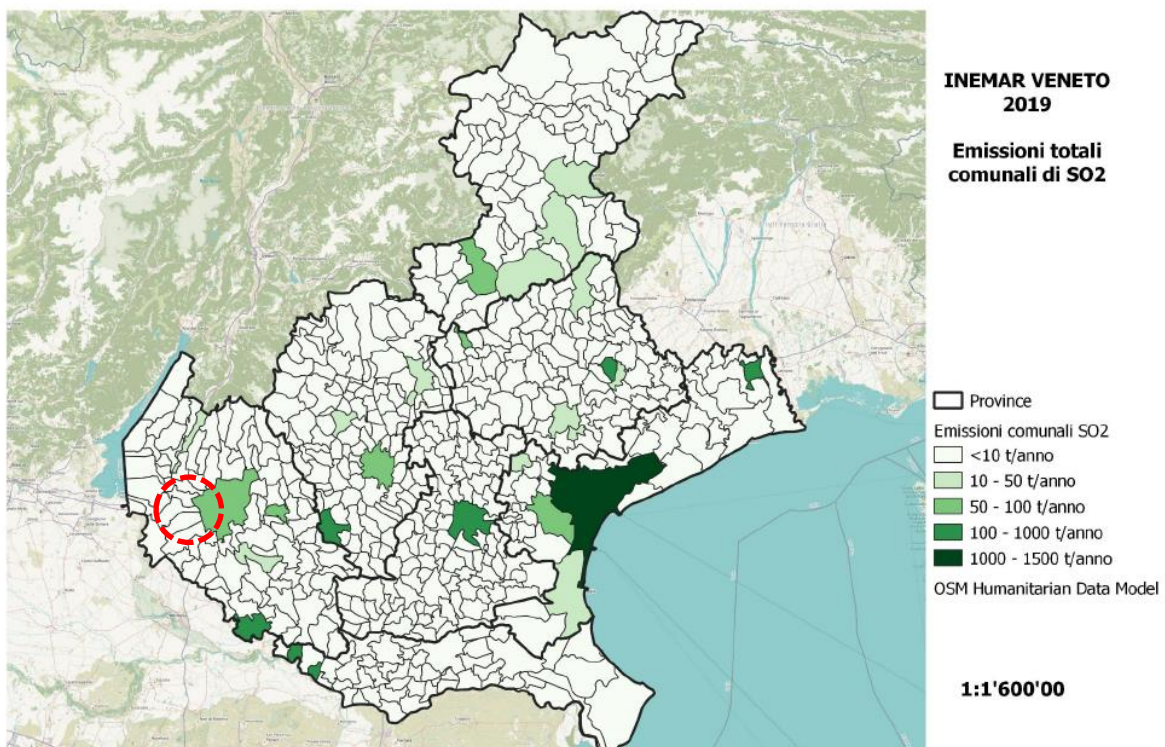 INEMAR VENETO
2019
Emissioni totali
comunali di SO2
Province
Emissioni comunali SO2
<10 t/anno
10 - 50 t/anno
50 - 100 t/anno
100 - 1000 t/anno
1000 - 1500 t/anno
OSM Humanitarian Data Model
1:1'600'00